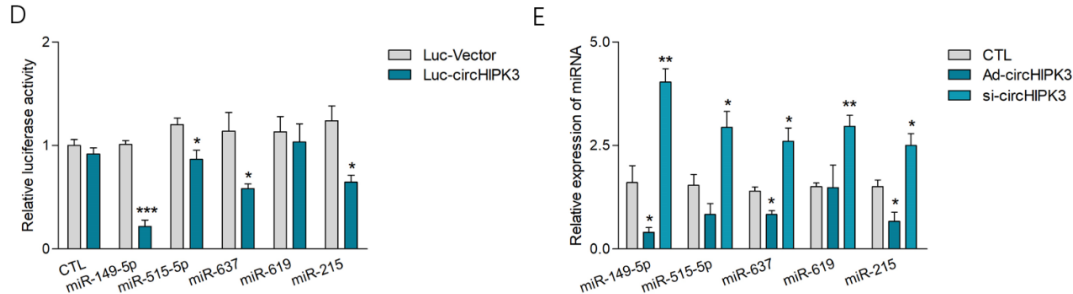 D
2
1
0
Relative luciferase activity
Luc-Vector
Luc-circHIPK3
***
*
*
*
CTL
miR-149-5p
miR-515-5p
miR-637
miR-619
miR-215
E
5.0
2.5
0.0
Relative expression of miRNA
CTL
Ad-circHIPK3
si-circHIPK3
*
**
*
*
*
**
*
*
miR-149-5p
miR-515-5p
miR-637
miR-619
miR-215